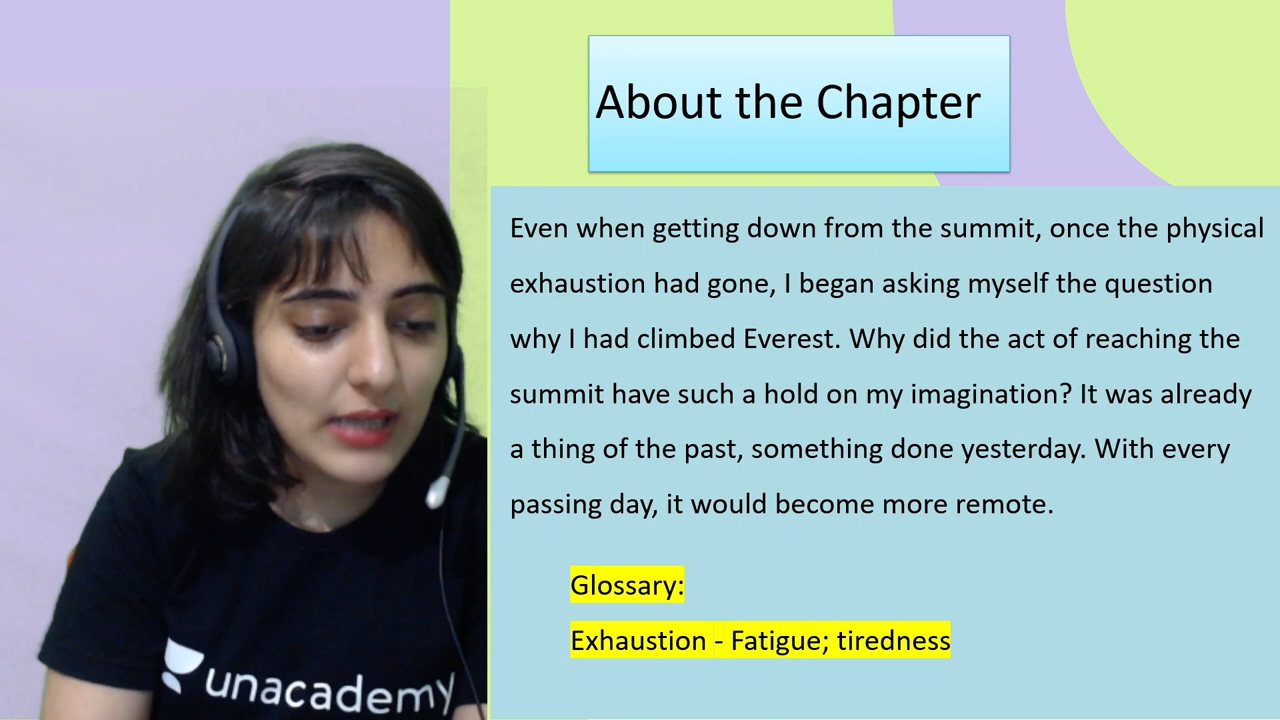 About the Chapter
Even when getting down from the summit, once the physical
exhaustion had gone, I began asking myself the question
why I had climbed Everest. Why did the act of reaching the
summit have such a hold on my imagination? It was already
a thing of the past, something done yesterday. With every
passing day, it would become more remote.
Glossary:
Exhaustion - Fatigue; tiredness
unacademy